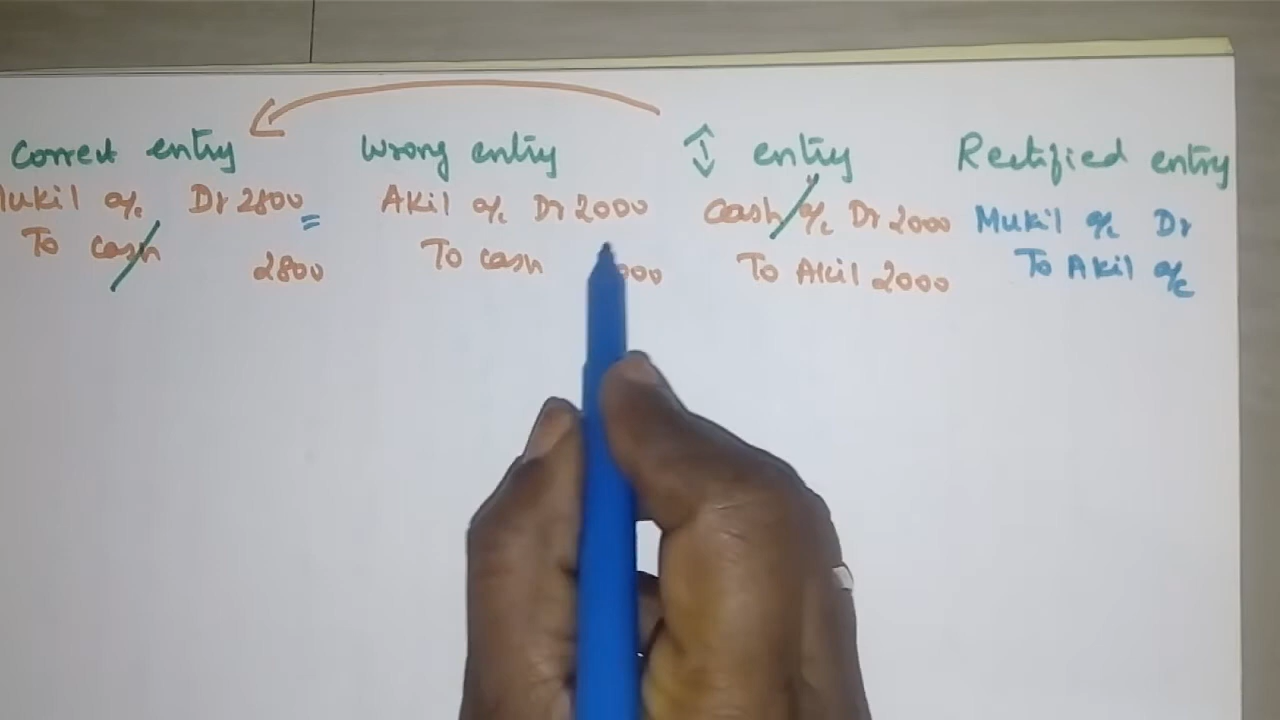 Correct entry
Mukil a/c Dr 2800
To cash
2800
Wrong entry
Akil a/c Dr 2000
To cash
↕ entry
Cash a/c Dr 2000
To Akil 2000
Rectified entry
Mukil a/c Dr
To Akil a/c